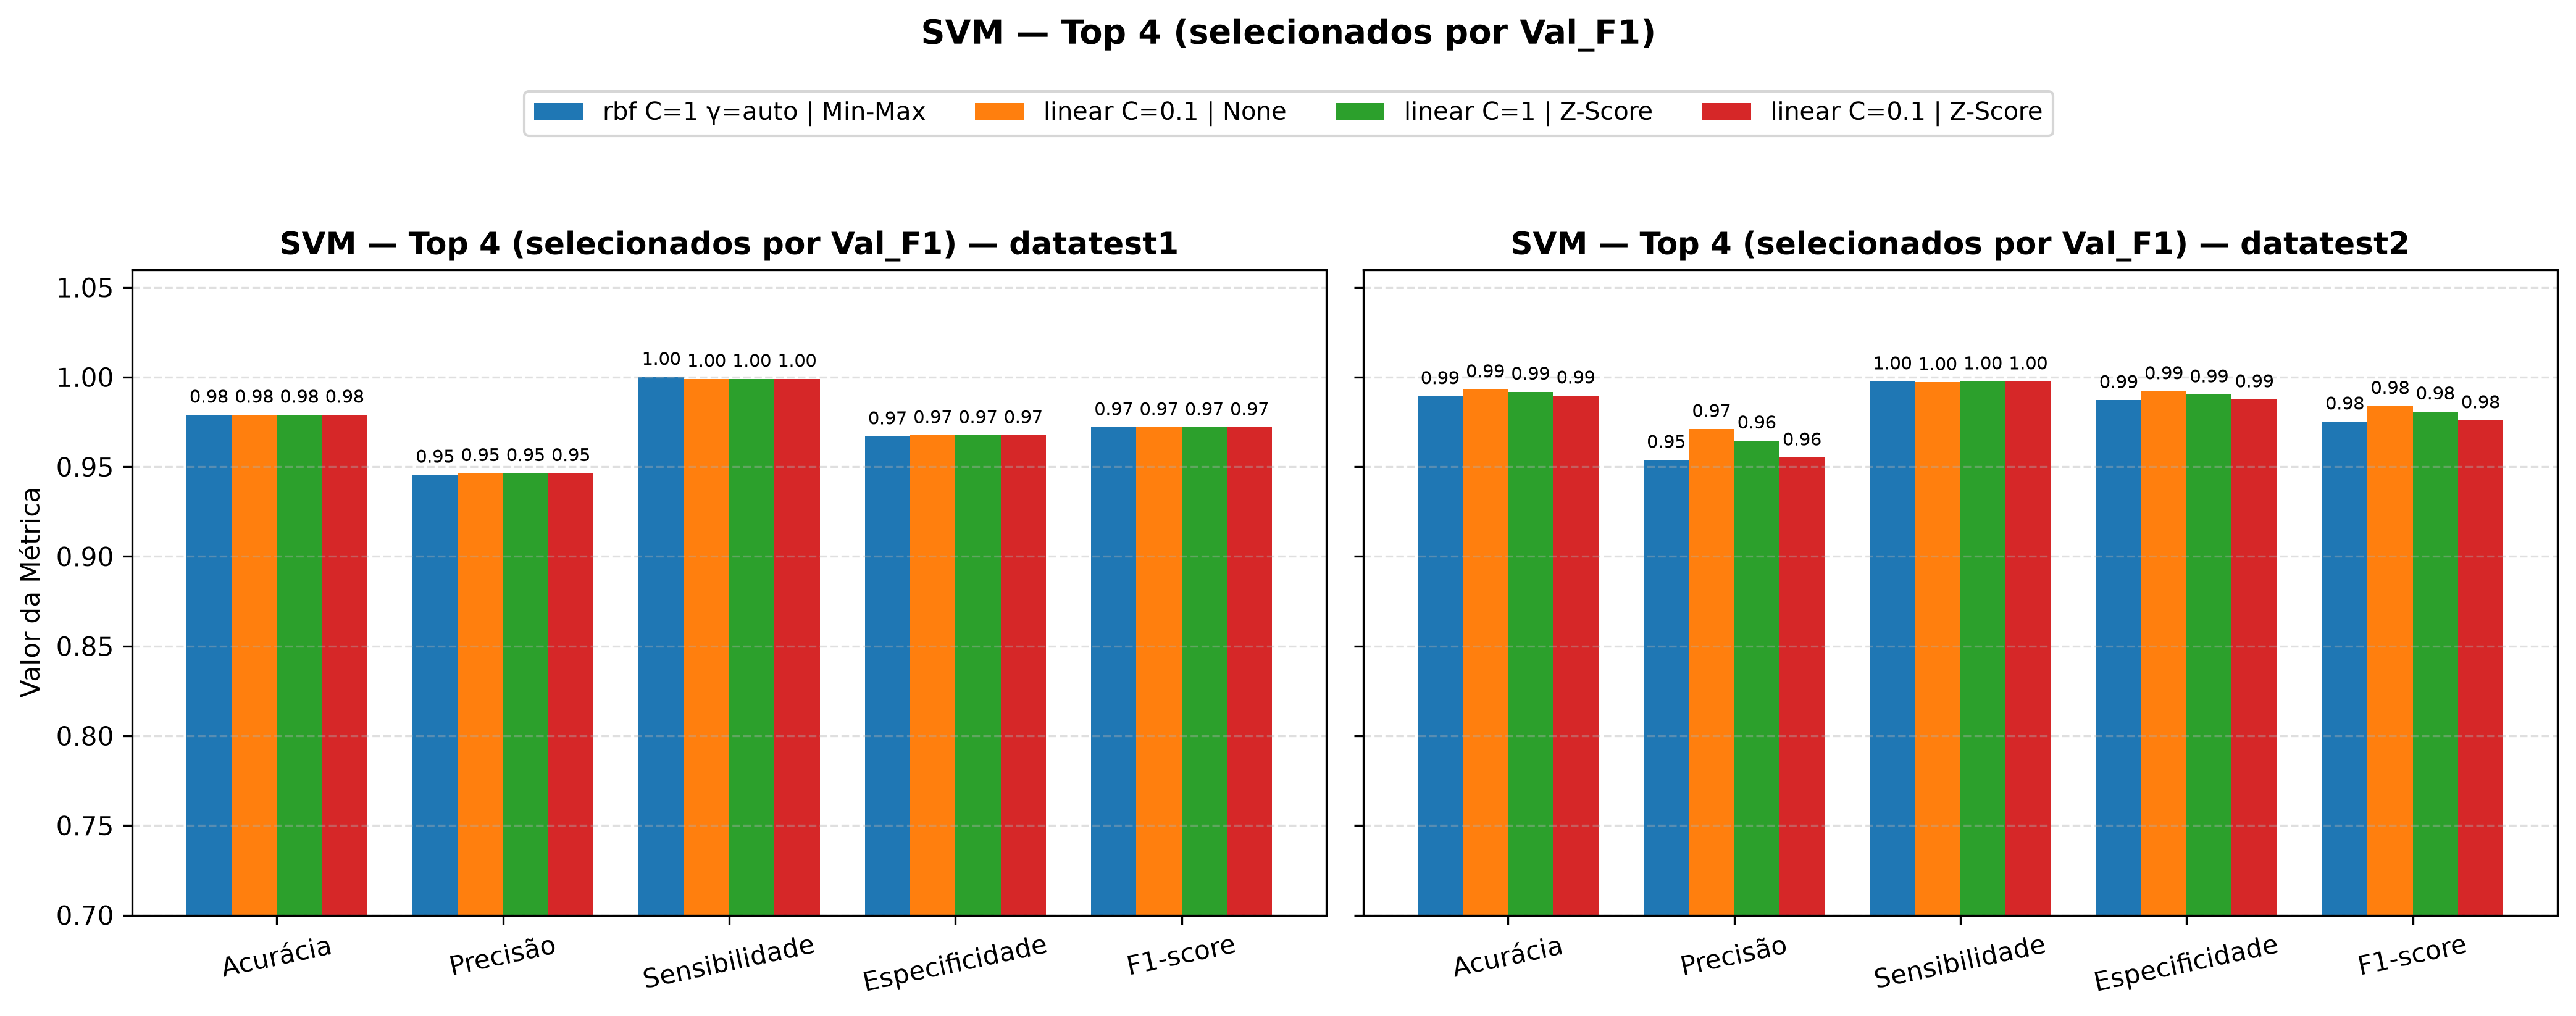 SVM — Top 4 (selecionados por Val_F1)
rbf C=1 γ=auto | Min-Max
linear C=0.1 | None
linear C=1 | Z-Score
linear C=0.1 | Z-Score
SVM — Top 4 (selecionados por Val_F1) — datatest1
Valor da Métrica
1.05
1.00
0.95
0.90
0.85
0.80
0.75
0.70
0.98 0.98 0.98 0.98
0.95 0.95 0.95 0.95
1.00 1.00 1.00 1.00
0.97 0.97 0.97 0.97
0.97 0.97 0.97 0.97
Acurácia
Precisão
Sensibilidade
Especificidade
F1-score
SVM — Top 4 (selecionados por Val_F1) — datatest2
0.99 0.99 0.99 0.99
0.95 0.97 0.96 0.96
1.00 1.00 1.00 1.00
0.99 0.99 0.99 0.99
0.98 0.98 0.98 0.98
Acurácia
Precisão
Sensibilidade
Especificidade
F1-score